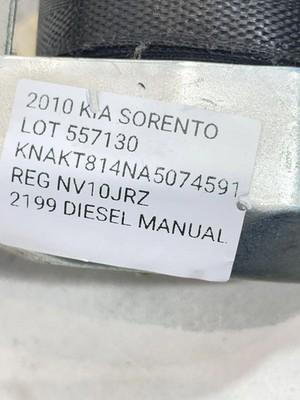 2010 KIA SORENTO
LOT 557130
KNAKT814NA5074591
REG NV10JRZ
2199 DIESEL MANUAL